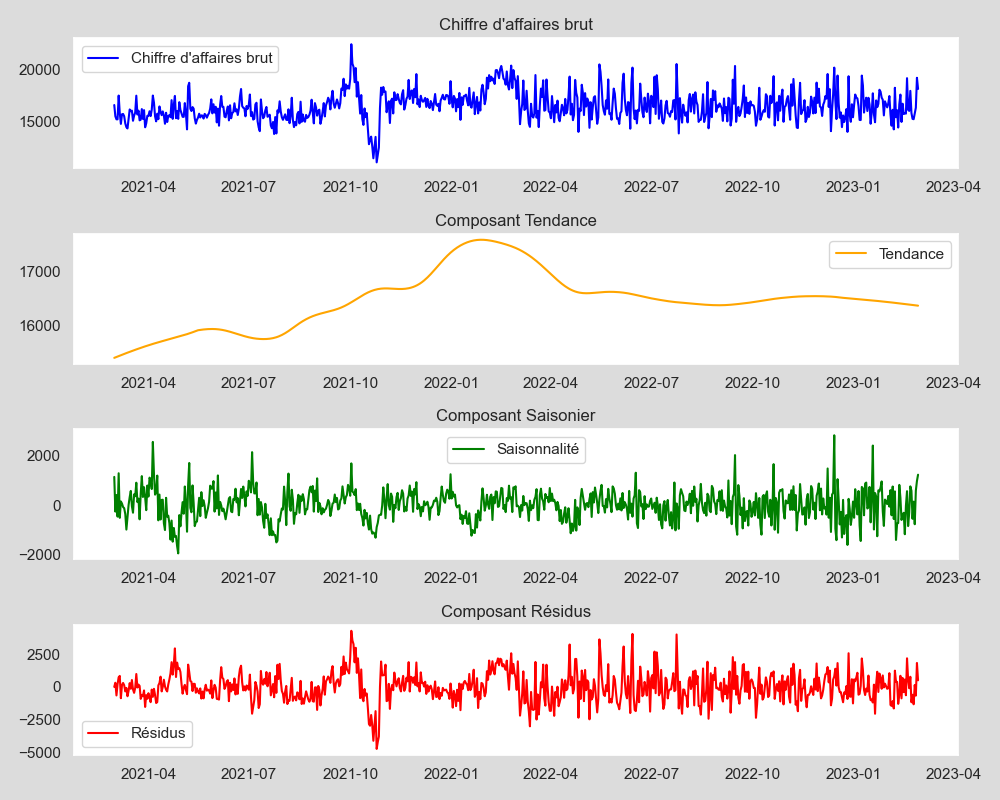 Chiffre d'affaires brut
Chiffre d'affaires brut
20000
15000
2021-04 2021-07 2021-10 2022-01 2022-04 2022-07 2022-10 2023-01 2023-04
Composant Tendance
Tendance
17000
16000
2021-04 2021-07 2021-10 2022-01 2022-04 2022-07 2022-10 2023-01 2023-04
Composant Saisonier
Saisonnalité
2000
0
−2000
2021-04 2021-07 2021-10 2022-01 2022-04 2022-07 2022-10 2023-01 2023-04
Composant Résidus
2500
0
−2500
Résidus
−5000
2021-04 2021-07 2021-10 2022-01 2022-04 2022-07 2022-10 2023-01 2023-04